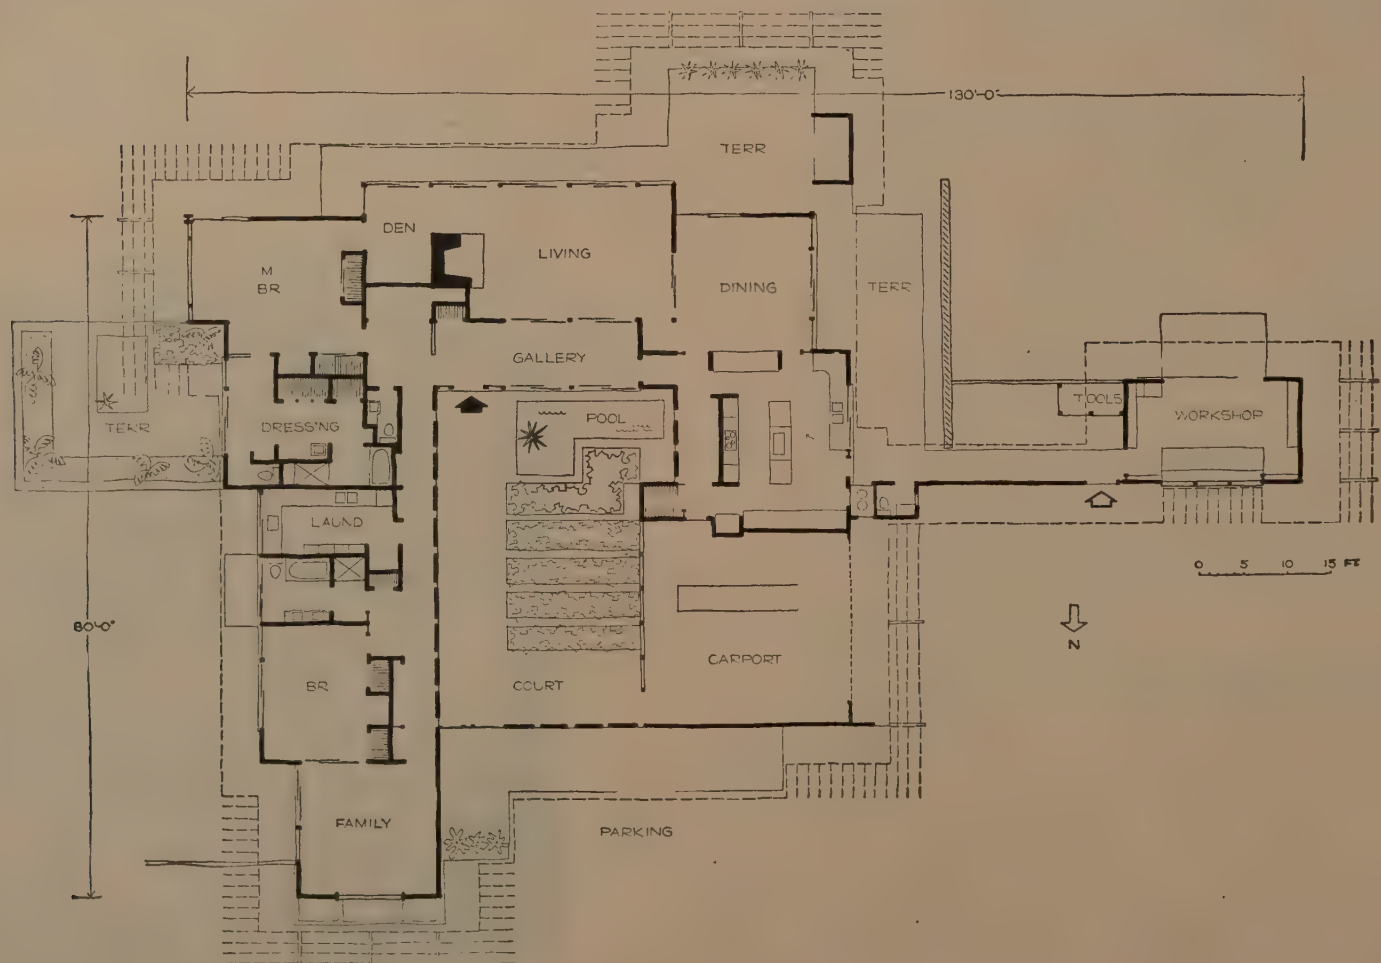 130'-0"
TERR
DEN
LIVING
M
BR
DINING
TERR
GALLERY
TOOLS
WORKSHOP
POOL
TERR
DRESSING
LAUND
0 5 10 15 FT
80'-0"
N
BR
COURT
CARPORT
FAMILY
PARKING